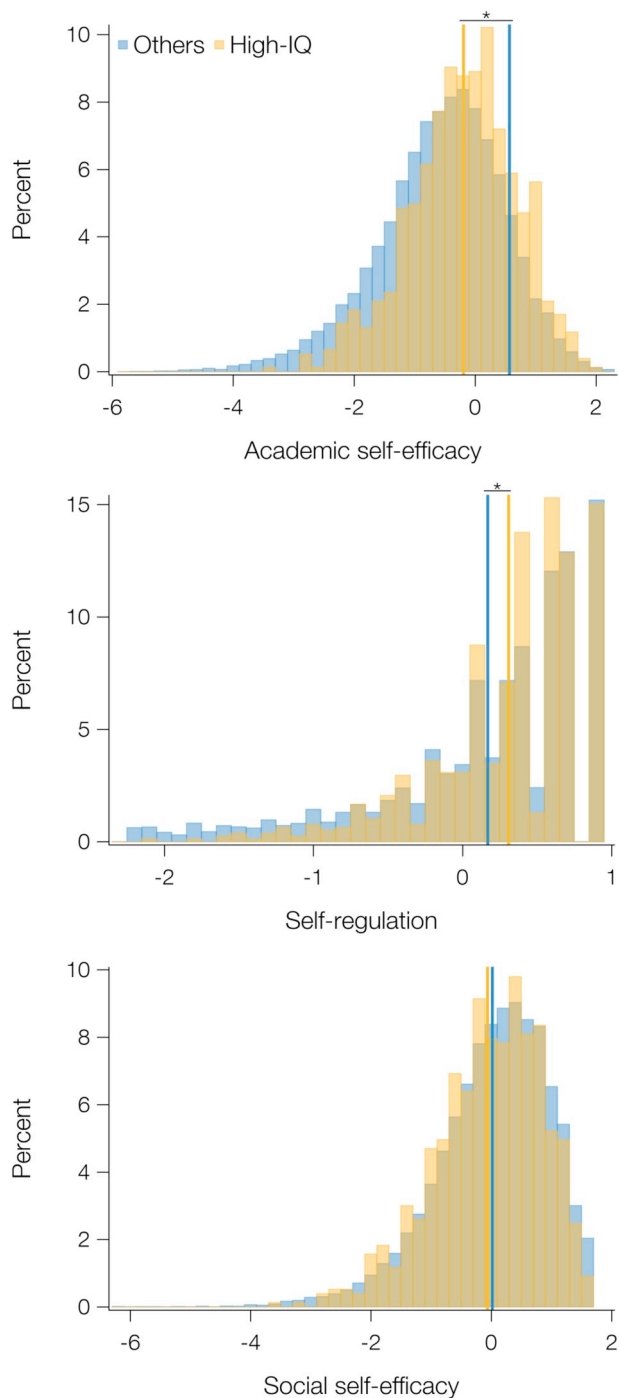 *
Others High-IQ
10
8
6
4
2
0
Percent
-6 -4 -2 0 2
Academic self-efficacy
*
15
10
5
0
Percent
-2 -1 0 1
Self-regulation
10
8
6
4
2
0
Percent
-6 -4 -2 0 2
Social self-efficacy